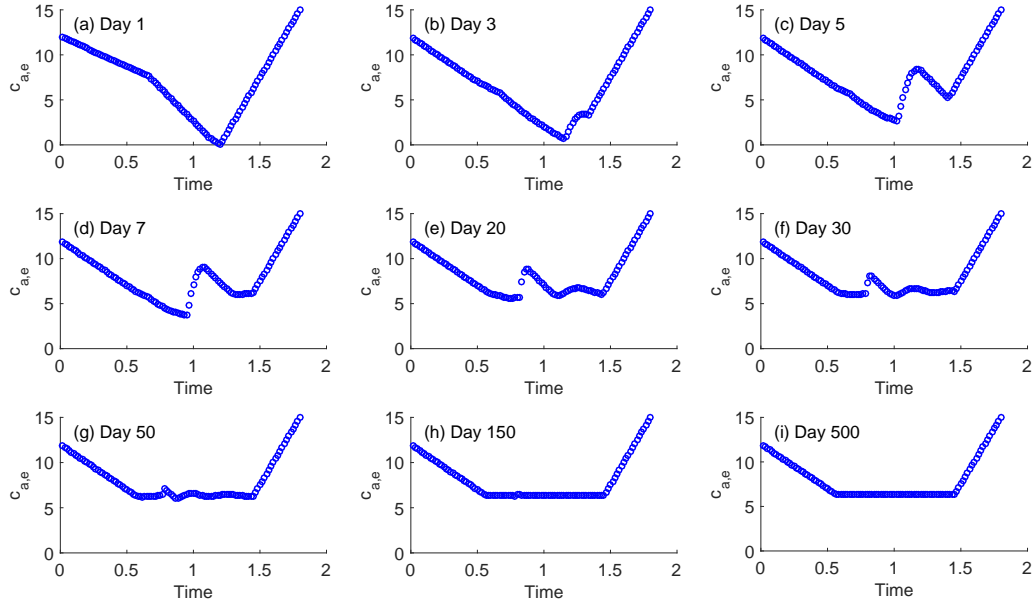 (a) Day 1
(b) Day 3
(c) Day 5
15
15
15
10
10
10
5
5
5
0
0
0
c_{a,e}
c_{a,e}
c_{a,e}
0 0.5 1 1.5 2
0 0.5 1 1.5 2
0 0.5 1 1.5 2
Time
Time
Time
(d) Day 7
(e) Day 20
(f) Day 30
15
15
15
10
10
10
5
5
5
0
0
0
c_{a,e}
c_{a,e}
c_{a,e}
0 0.5 1 1.5 2
0 0.5 1 1.5 2
0 0.5 1 1.5 2
Time
Time
Time
(g) Day 50
(h) Day 150
(i) Day 500
15
15
15
10
10
10
5
5
5
0
0
0
c_{a,e}
c_{a,e}
c_{a,e}
0 0.5 1 1.5 2
0 0.5 1 1.5 2
0 0.5 1 1.5 2
Time
Time
Time